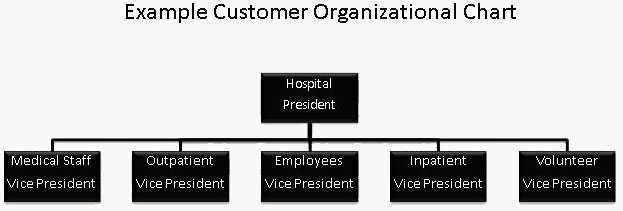 Example Customer Organizational Chart
Hospital
President
Medical Staff
Vice President
Outpatient
Vice President
Employees
Vice President
Inpatient
Vice President
Volunteer
Vice President